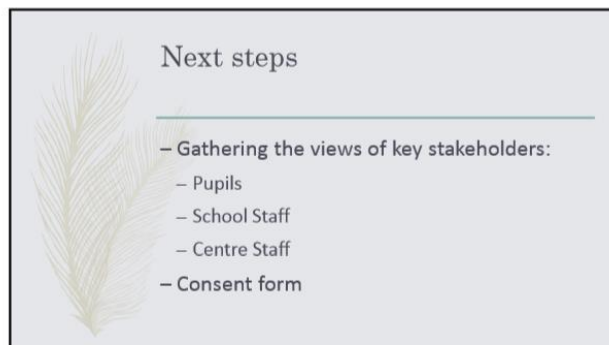 Next steps
– Gathering the views of key stakeholders:
– Pupils
– School Staff
– Centre Staff
– Consent form